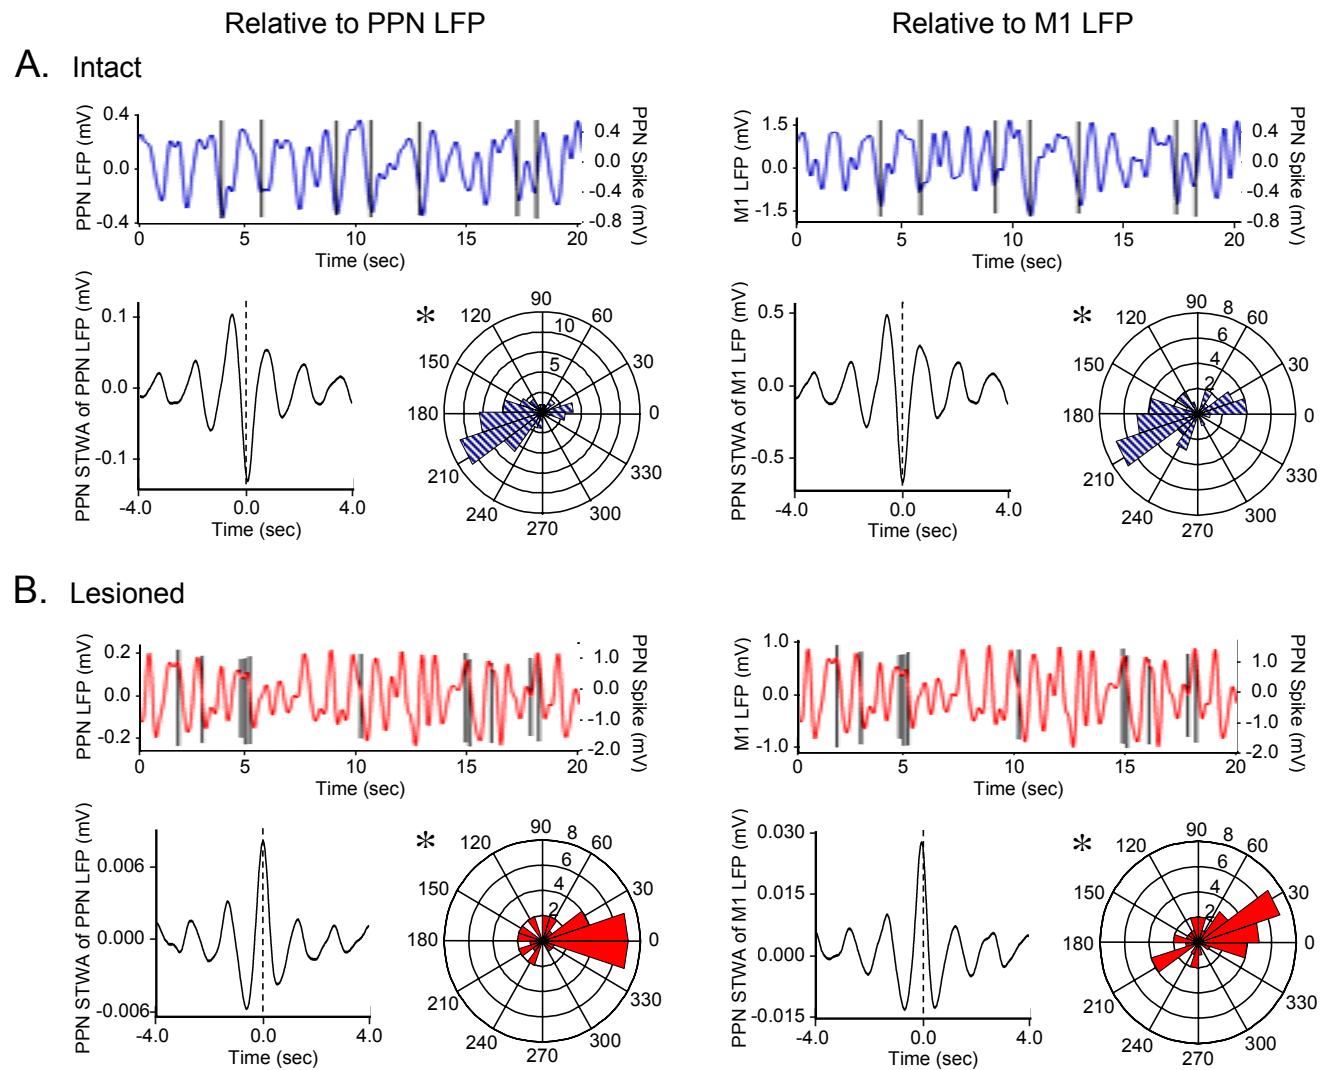 Relative to PPN LFP
Relative to M1 LFP
A. Intact
PPN LFP (mV)
0.4
0.0
-0.4
PPN Spike (mV)
0.4
0.0
-0.4
-0.8
0 5 10 15 20
Time (sec)
M1 LFP (mV)
1.5
0.0
-1.5
PPN Spike (mV)
0.4
0.0
-0.4
-0.8
0 5 10 15 20
Time (sec)
PPN STWA of PPN LFP (mV)
0.1
0.0
-0.1
-4.0 0.0 4.0
Time (sec)
*
90
120 60
10
150 30
5
180 0
210 330
240 300
270
PPN STWA of M1 LFP (mV)
0.5
0.0
-0.5
-4.0 0.0 4.0
Time (sec)
*
90 8
120 60
6
150 30
4
2
180 0
210 330
240 300
270
B. Lesioned
PPN LFP (mV)
0.2
0.0
-0.2
PPN Spike (mV)
1.0
0.0
-1.0
-2.0
0 5 10 15 20
Time (sec)
M1 LFP (mV)
1.0
0.0
-1.0
PPN Spike (mV)
1.0
0.0
-1.0
-2.0
0 5 10 15 20
Time (sec)
PPN STWA of PPN LFP (mV)
0.006
0.000
-0.006
-4.0 0.0 4.0
Time (sec)
*
90 8
120 60
6
150 30
4
2
180 0
210 330
240 300
270
PPN STWA of M1 LFP (mV)
0.030
0.015
0.000
-0.015
-4.0 0.0 4.0
Time (sec)
*
90 8
120 60
6
150 30
4
2
180 0
210 330
240 300
270